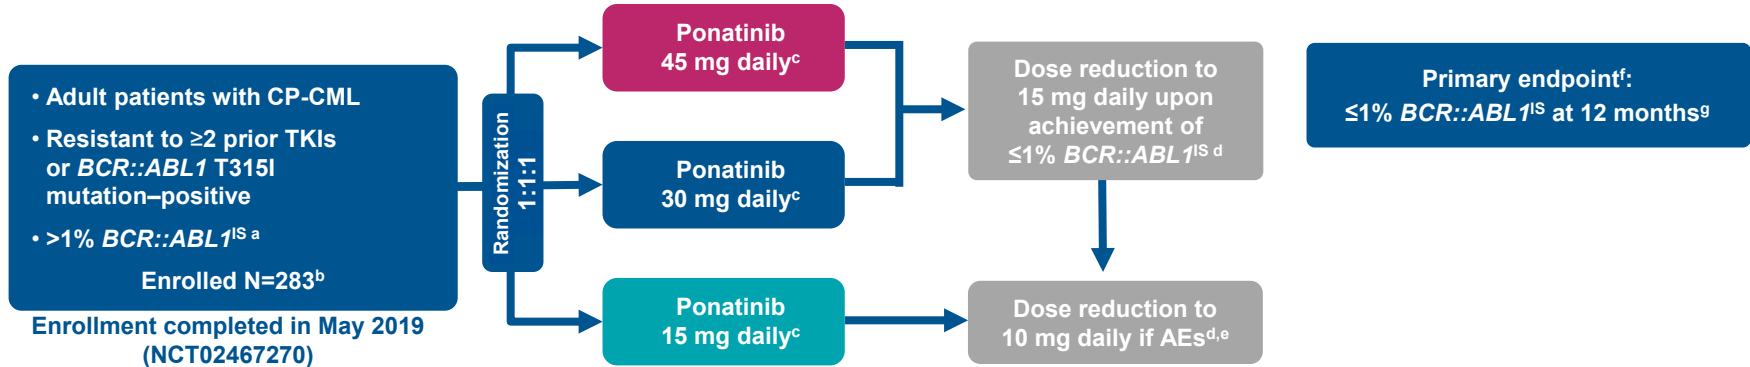 • Adult patients with CP-CML
• Resistant to ≥2 prior TKIs
or BCR::ABL1 T315I
mutation–positive
• >1% BCR::ABL1ᴵˢ ᵃ
Enrolled N=283ᵇ
Enrollment completed in May 2019
(NCT02467270)
Randomization
1:1:1
Ponatinib
45 mg dailyᶜ
Ponatinib
30 mg dailyᶜ
Ponatinib
15 mg dailyᶜ
Dose reduction to
15 mg daily upon
achievement of
≤1% BCR::ABL1ᴵˢ ᵈ
Dose reduction to
10 mg daily if AEsᵈ,ᵉ
Primary endpointᶠ:
≤1% BCR::ABL1ᴵˢ at 12 monthsᵍ